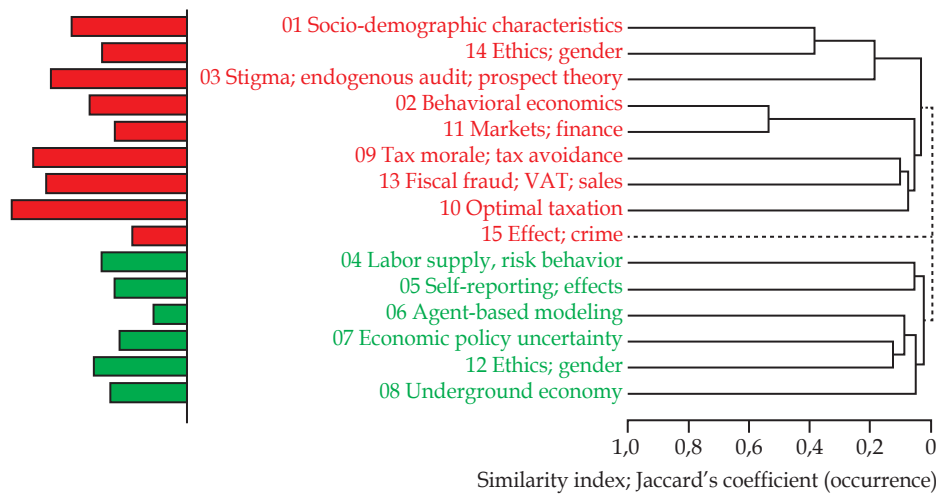 01 Socio-demographic characteristics
14 Ethics; gender
03 Stigma; endogenous audit; prospect theory
02 Behavioral economics
11 Markets; finance
09 Tax morale; tax avoidance
13 Fiscal fraud; VAT; sales
10 Optimal taxation
15 Effect; crime
04 Labor supply, risk behavior
05 Self-reporting; effects
06 Agent-based modeling
07 Economic policy uncertainty
12 Ethics; gender
08 Underground economy
1,0 0,8 0,6 0,4 0,2 0
Similarity index; Jaccard's coefficient (occurrence)